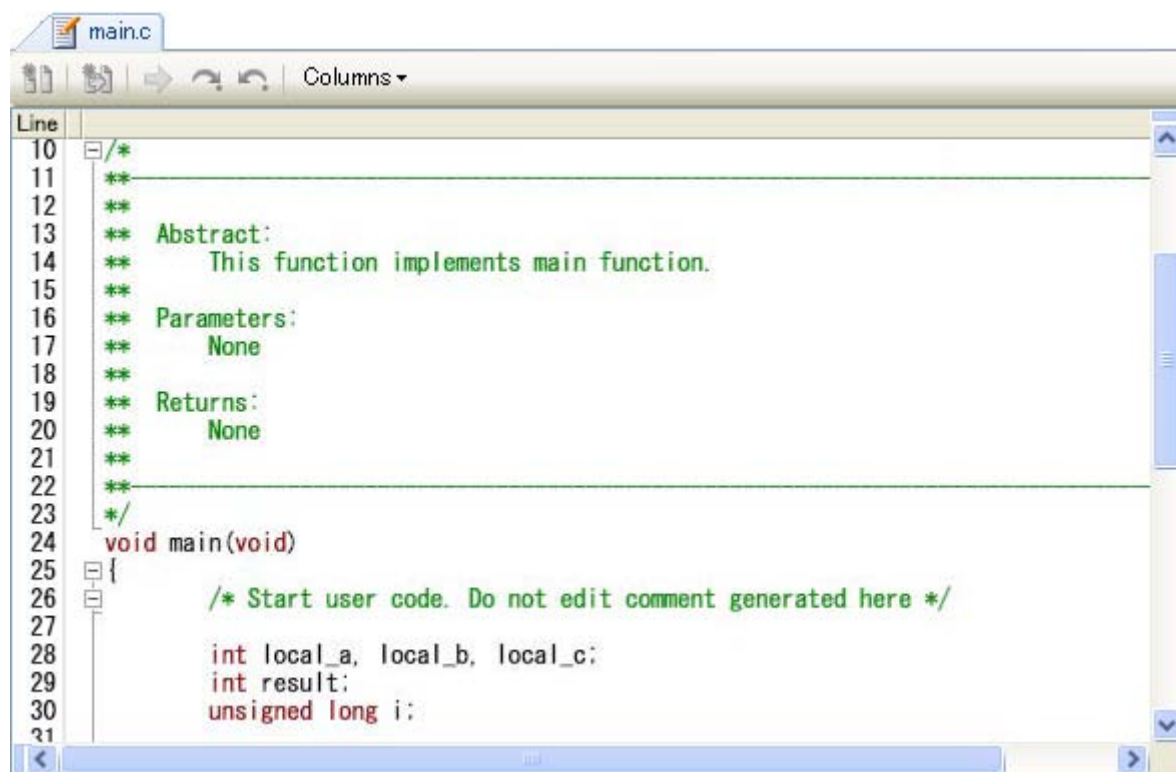 main.c
Columns
Line
10 /*
11 **------------------------------------------------------------------------------
12 **
13 ** Abstract:
14 ** This function implements main function.
15 **
16 ** Parameters:
17 ** None
18 **
19 ** Returns:
20 ** None
21 **
22 **------------------------------------------------------------------------------
23 */
24 void main(void)
25 {
26 /* Start user code. Do not edit comment generated here */
27
28 int local_a, local_b, local_c;
29 int result;
30 unsigned long i;
31